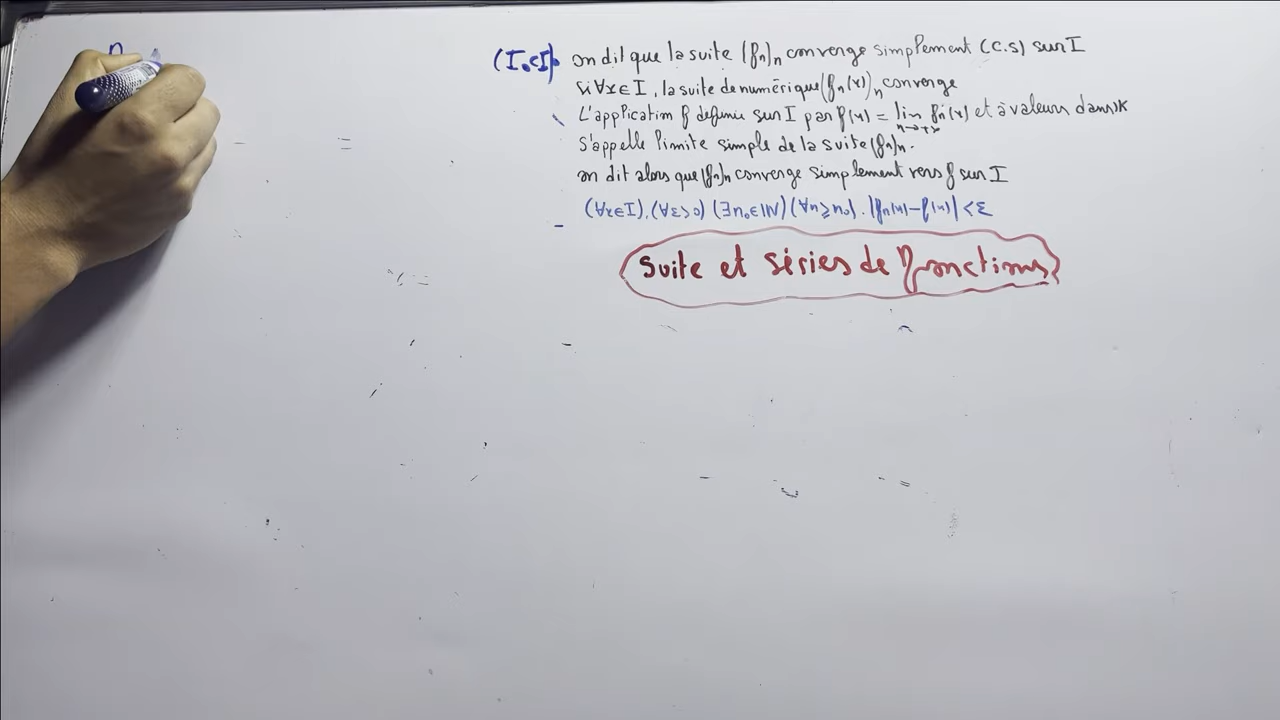 (I₀⊂I) on dit que la suite (fₙ)ₙ converge simplement (C.S) sur I
si ∀x∈I, la suite de numérique (fₙ(x))ₙ converge
L'application f définie sur I par f(x) = lim fₙ(x) et à valeurs dans K
n→+∞
s'appelle limite simple de la suite (fₙ)ₙ.
on dit alors que (fₙ)ₙ converge simplement vers f sur I
(∀x∈I), (∀ε>0) (∃n₀∈ℕ) (∀n≥n₀). |fₙ(x)-f(x)| < ε
Suite et séries de fonctions